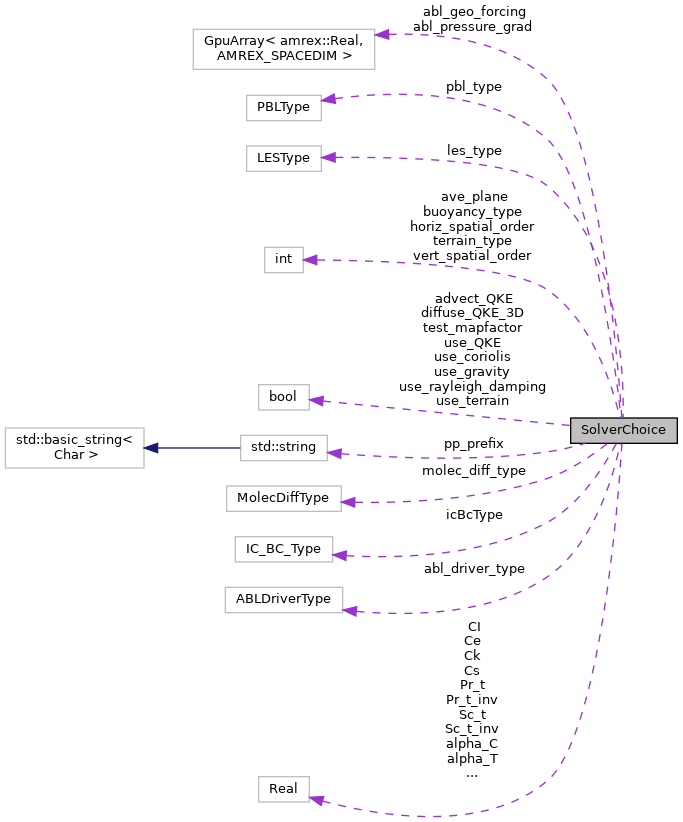 abl_geo_forcing
abl_pressure_grad
GpuArray< amrex::Real,
AMREX_SPACEDIM >
pbl_type
PBLType
les_type
LESType
ave_plane
buoyancy_type
horiz_spatial_order
terrain_type
vert_spatial_order
int
advect_QKE
diffuse_QKE_3D
test_mapfactor
use_QKE
use_coriolis
use_gravity
use_rayleigh_damping
use_terrain
bool
SolverChoice
std::basic_string<
Char >
std::string
pp_prefix
molec_diff_type
MolecDiffType
icBcType
IC_BC_Type
abl_driver_type
ABLDriverType
CI
Ce
Ck
Cs
Pr_t
Pr_t_inv
Sc_t
Sc_t_inv
alpha_C
alpha_T
...
Real